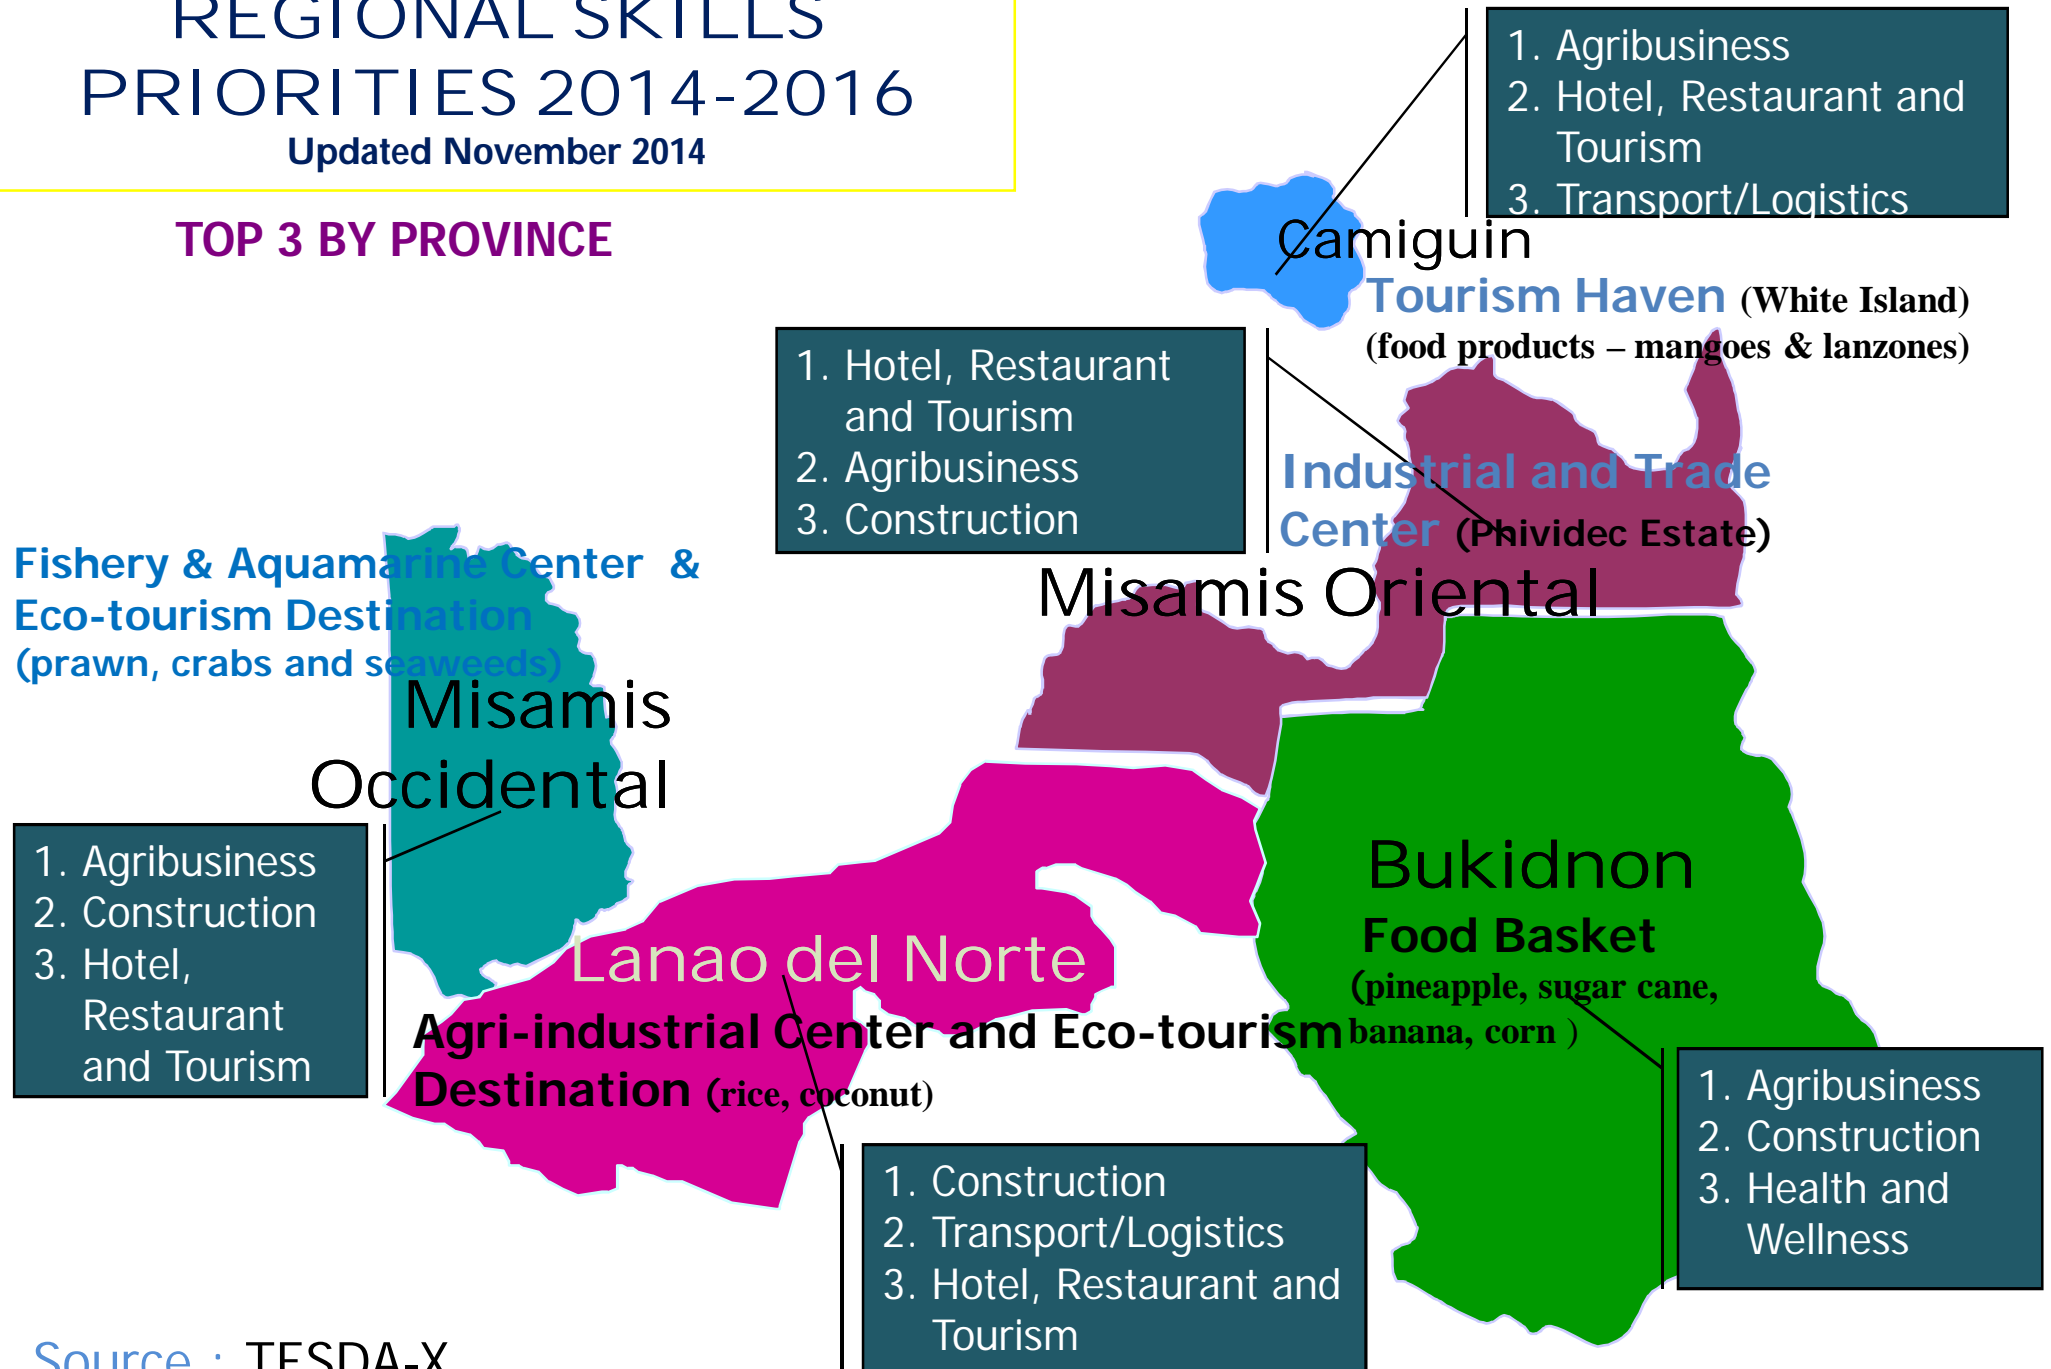 REGIONAL SKILLS
PRIORITIES 2014-2016
Updated November 2014
TOP 3 BY PROVINCE
1. Agribusiness
2. Hotel, Restaurant and
Tourism
3. Transport/Logistics
Camiguin
Tourism Haven (White Island)
(food products – mangoes & lanzones)
1. Hotel, Restaurant
and Tourism
2. Agribusiness
3. Construction
Industrial and Trade
Center (Phividec Estate)
Misamis Oriental
Fishery & Aquamarine Center &
Eco-tourism Destination
(prawn, crabs and seaweeds)
Misamis
Occidental
1. Agribusiness
2. Construction
3. Hotel,
Restaurant
and Tourism
Lanao del Norte
Agri-industrial Center and Eco-tourism
Destination (rice, coconut)
1. Construction
2. Transport/Logistics
3. Hotel, Restaurant and
Tourism
Bukidnon
Food Basket
(pineapple, sugar cane,
banana, corn )
1. Agribusiness
2. Construction
3. Health and
Wellness
Source : TESDA-X